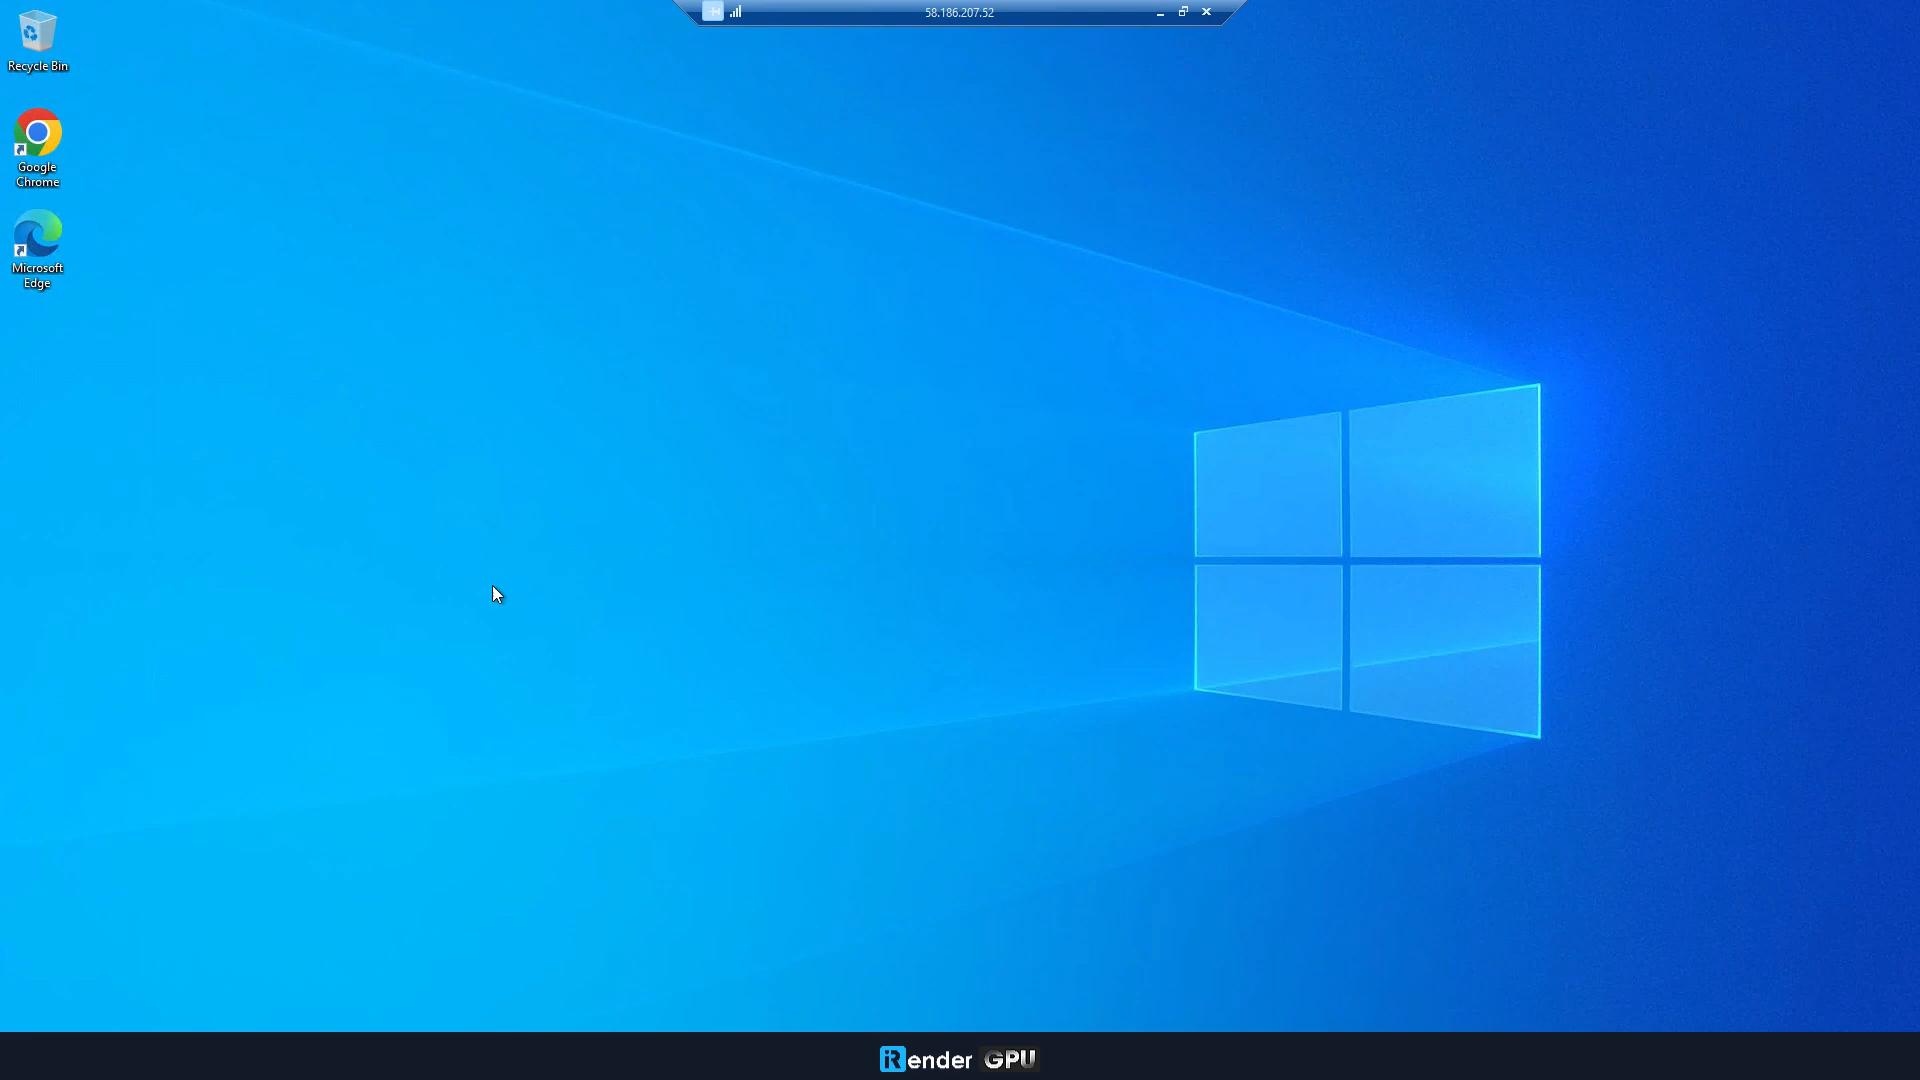 58.186.207.52
Recycle Bin
Google
Chrome
Microsoft
Edge
iRender GPU